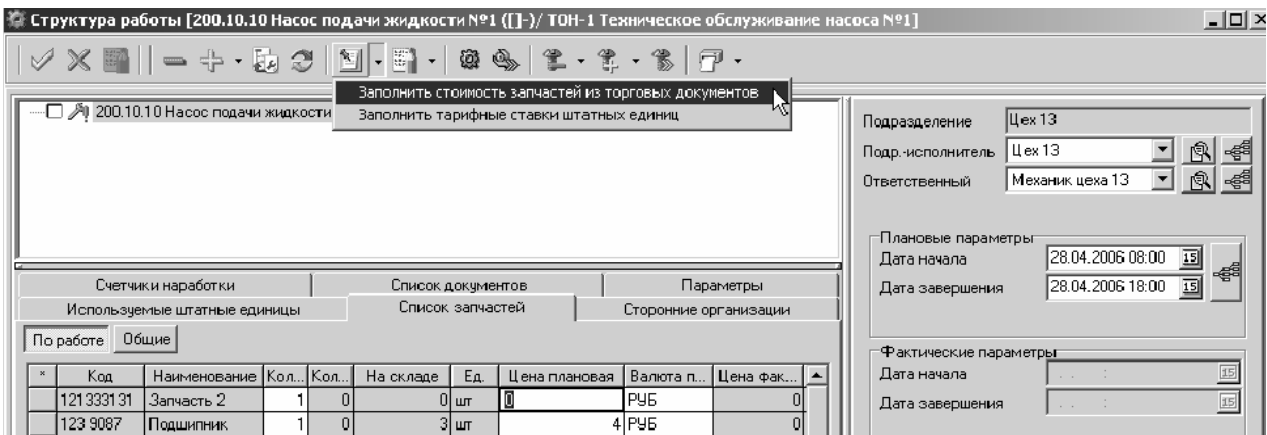 Структура работы [200.10.10 Насос подачи жидкости №1 ([]-)/ ТОН-1 Техническое обслуживание насоса №1]
Заполнить стоимость запчастей из торговых документов
Заполнить тарифные ставки штатных единиц
200.10.10 Насос подачи жидкости
Подразделение Цех 13
Подр.-исполнитель Цех 13
Ответственный Механик цеха 13
Плановые параметры
Дата начала 28.04.2006 08:00 15
Дата завершения 28.04.2006 18:00 15
Счетчики наработки Список документов Параметры
Используемые штатные единицы Список запчастей Сторонние организации
По работе Общие
Фактические параметры
Дата начала . . : 15
Дата завершения . . : 15
* Код Наименование Кол... Кол... На складе Ед. Цена плановая Валюта п... Цена фак...
121333131 Запчасть 2 1 0 0 шт 0 РУБ 0
123 9087 Подшипник 1 0 3 шт 4 РУБ 0